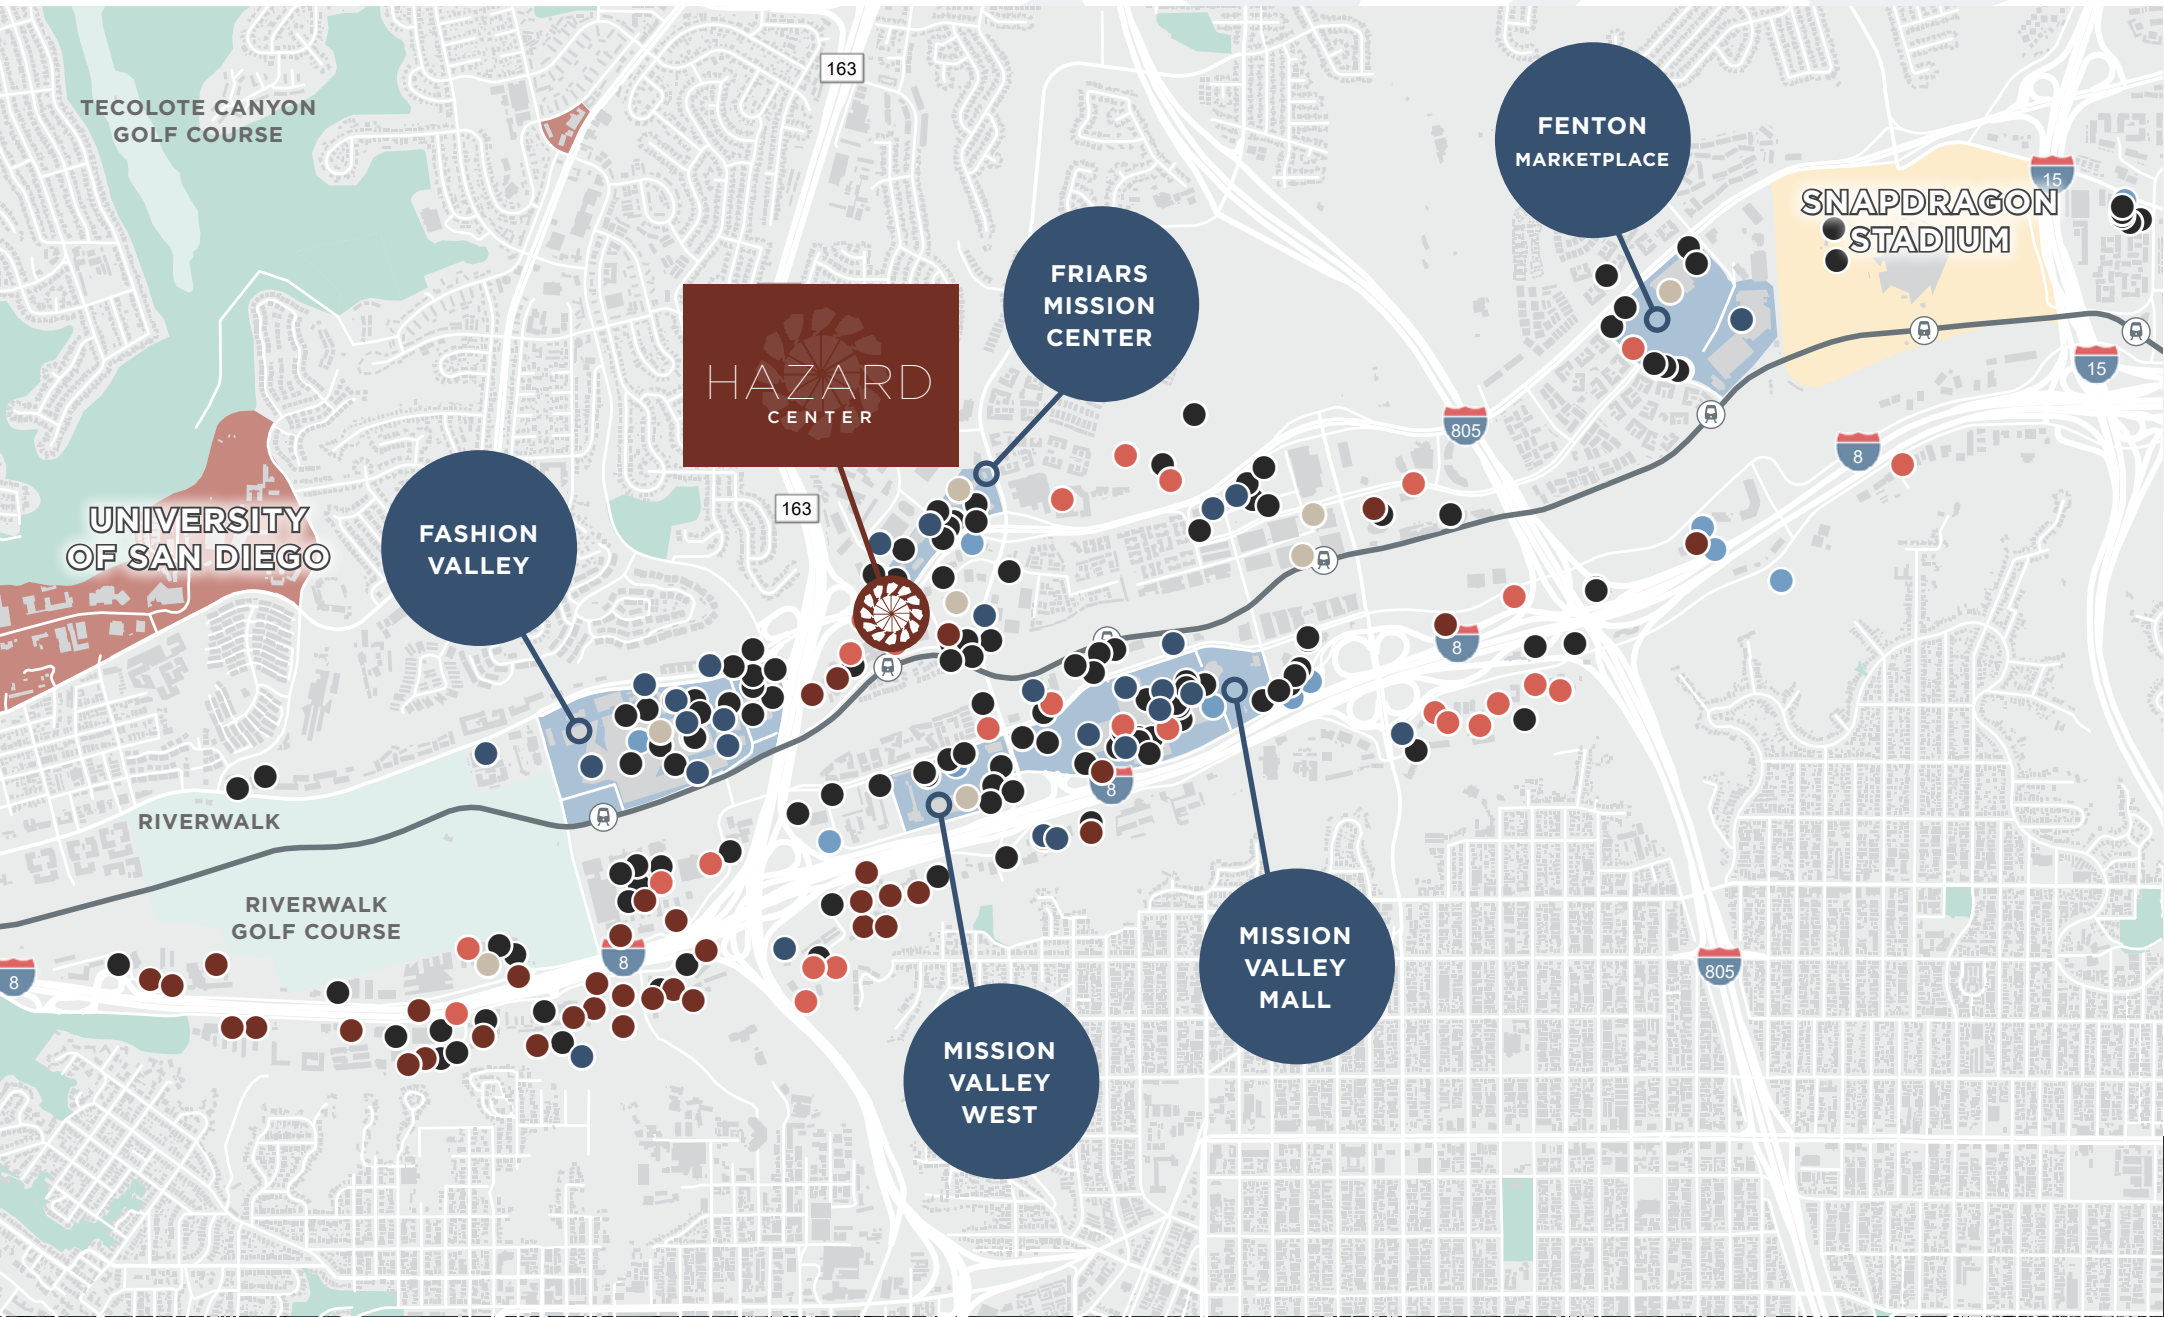 163
TECOLOTE CANYON
GOLF COURSE
FENTON
MARKETPLACE
15
SNAPDRAGON
STADIUM
FRIARS
MISSION
CENTER
HAZARD
CENTER
15
805
8
163
UNIVERSITY
OF SAN DIEGO
FASHION
VALLEY
8
8
RIVERWALK
RIVERWALK
GOLF COURSE
8
8
MISSION
VALLEY
MALL
805
MISSION
VALLEY
WEST